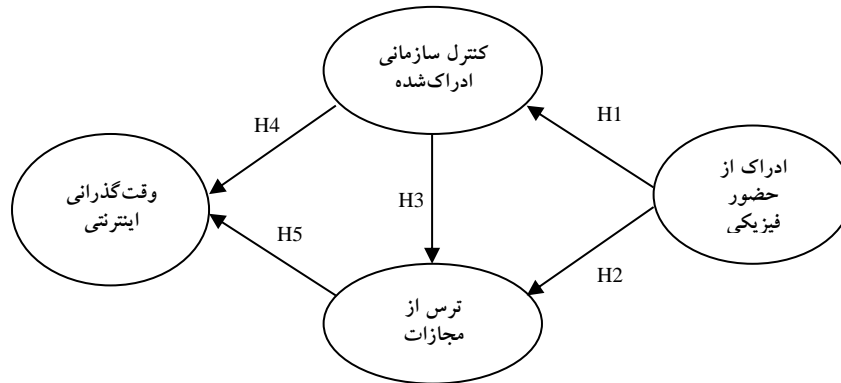 کنترل سازمانی
ادراک‌شده
H1
H4
ادراک از
حضور
فیزیکی
وقت‌گذرانی
اینترنتی
H3
H5
H2
ترس از
مجازات